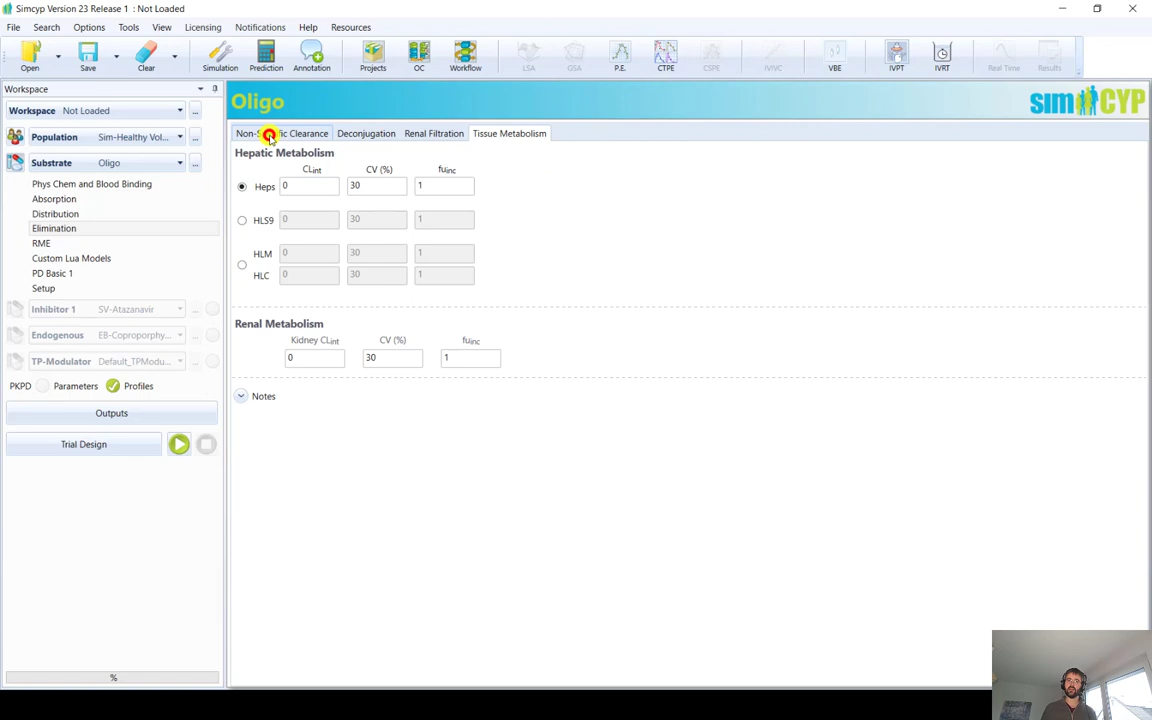 Simcyp Version 23 Release 1 : Not Loaded
File Search Options Tools View Licensing Notifications Help Resources
Open Save Clear Simulation Prediction Annotation Projects OC Workflow LSA GSA P.E. CTPE CSPE IVIVC VBE IVPT IVRT Real Time Results
Workspace
Workspace Not Loaded ...
Population Sim-Healthy Vol... ...
Substrate Oligo ...
Phys Chem and Blood Binding
Absorption
Distribution
Elimination
RME
Custom Lua Models
PD Basic 1
Setup
Inhibitor 1 SV-Atazanavir ...
Endogenous EB-Coproporphy... ...
TP-Modulator Default_TPModu... ...
PKPD Parameters Profiles
Outputs
Trial Design
%
Oligo
simCYP
Clearance Deconjugation Renal Filtration Tissue Metabolism
Hepatic Metabolism
CLint CV (%) fuinc
Heps 0 30 1
HLS9 0 30 1
HLM 0 30 1
HLC 0 30 1
Renal Metabolism
Kidney CLint CV (%) fuinc
0 30 1
Notes